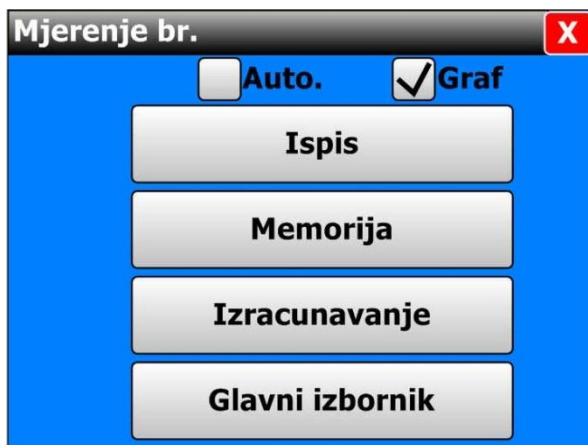 Mjerenje br.
X
Auto. Graf
Ispis
Memorija
Izracunavanje
Glavni izbornik